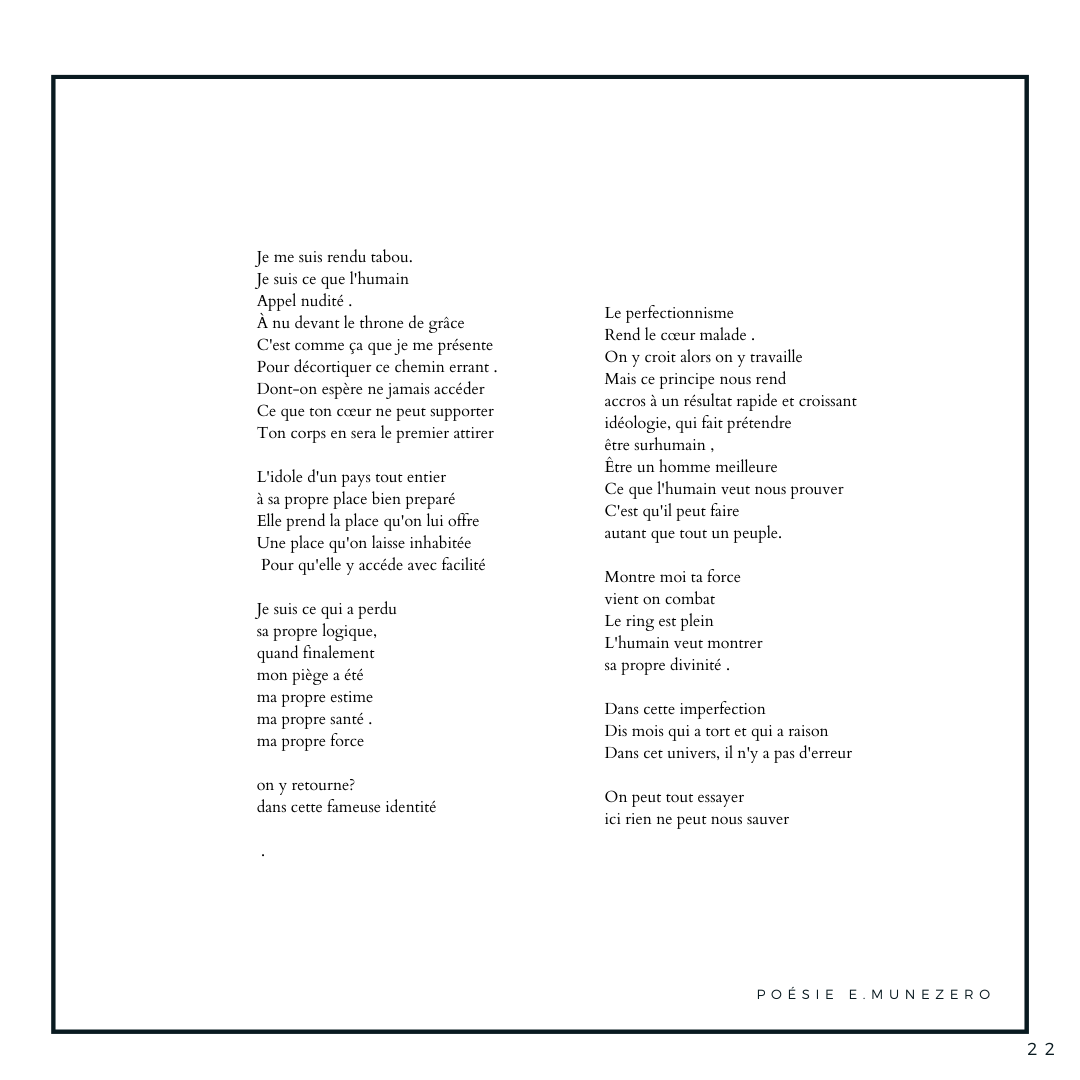 Je me suis rendu tabou.
Je suis ce que l'humain
Appel nudité .
À nu devant le throne de grâce
C'est comme ça que je me présente
Pour décortiquer ce chemin errant .
Dont-on espère ne jamais accéder
Ce que ton cœur ne peut supporter
Ton corps en sera le premier attirer

L'idole d'un pays tout entier
à sa propre place bien preparé
Elle prend la place qu'on lui offre
Une place qu'on laisse inhabitée
Pour qu'elle y accéde avec facilité

Je suis ce qui a perdu
sa propre logique,
quand finalement
mon piège a été
ma propre estime
ma propre santé .
ma propre force

on y retourne?
dans cette fameuse identité

.

Le perfectionnisme
Rend le cœur malade .
On y croit alors on y travaille
Mais ce principe nous rend
accros à un résultat rapide et croissant
idéologie, qui fait prétendre
être surhumain ,
Être un homme meilleure
Ce que l'humain veut nous prouver
C'est qu'il peut faire
autant que tout un peuple.

Montre moi ta force
vient on combat
Le ring est plein
L'humain veut montrer
sa propre divinité .

Dans cette imperfection
Dis mois qui a tort et qui a raison
Dans cet univers, il n'y a pas d'erreur

On peut tout essayer
ici rien ne peut nous sauver

POÉSIE E.MUNEZERO
22